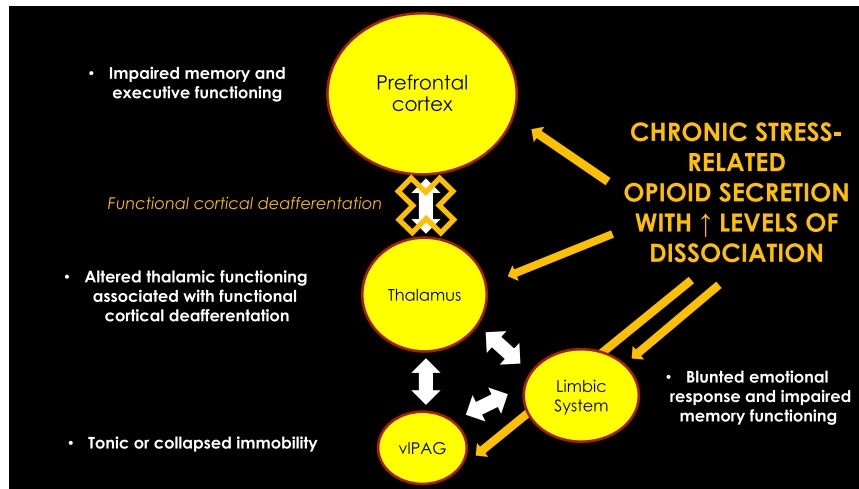 • Impaired memory and
executive functioning
Prefrontal
cortex
CHRONIC STRESS-
RELATED
OPIOID SECRETION
WITH ↑ LEVELS OF
DISSOCIATION
Functional cortical deafferentation
• Altered thalamic functioning
associated with functional
cortical deafferentation
Thalamus
Limbic
System
• Blunted emotional
response and impaired
memory functioning
• Tonic or collapsed immobility
vlPAG